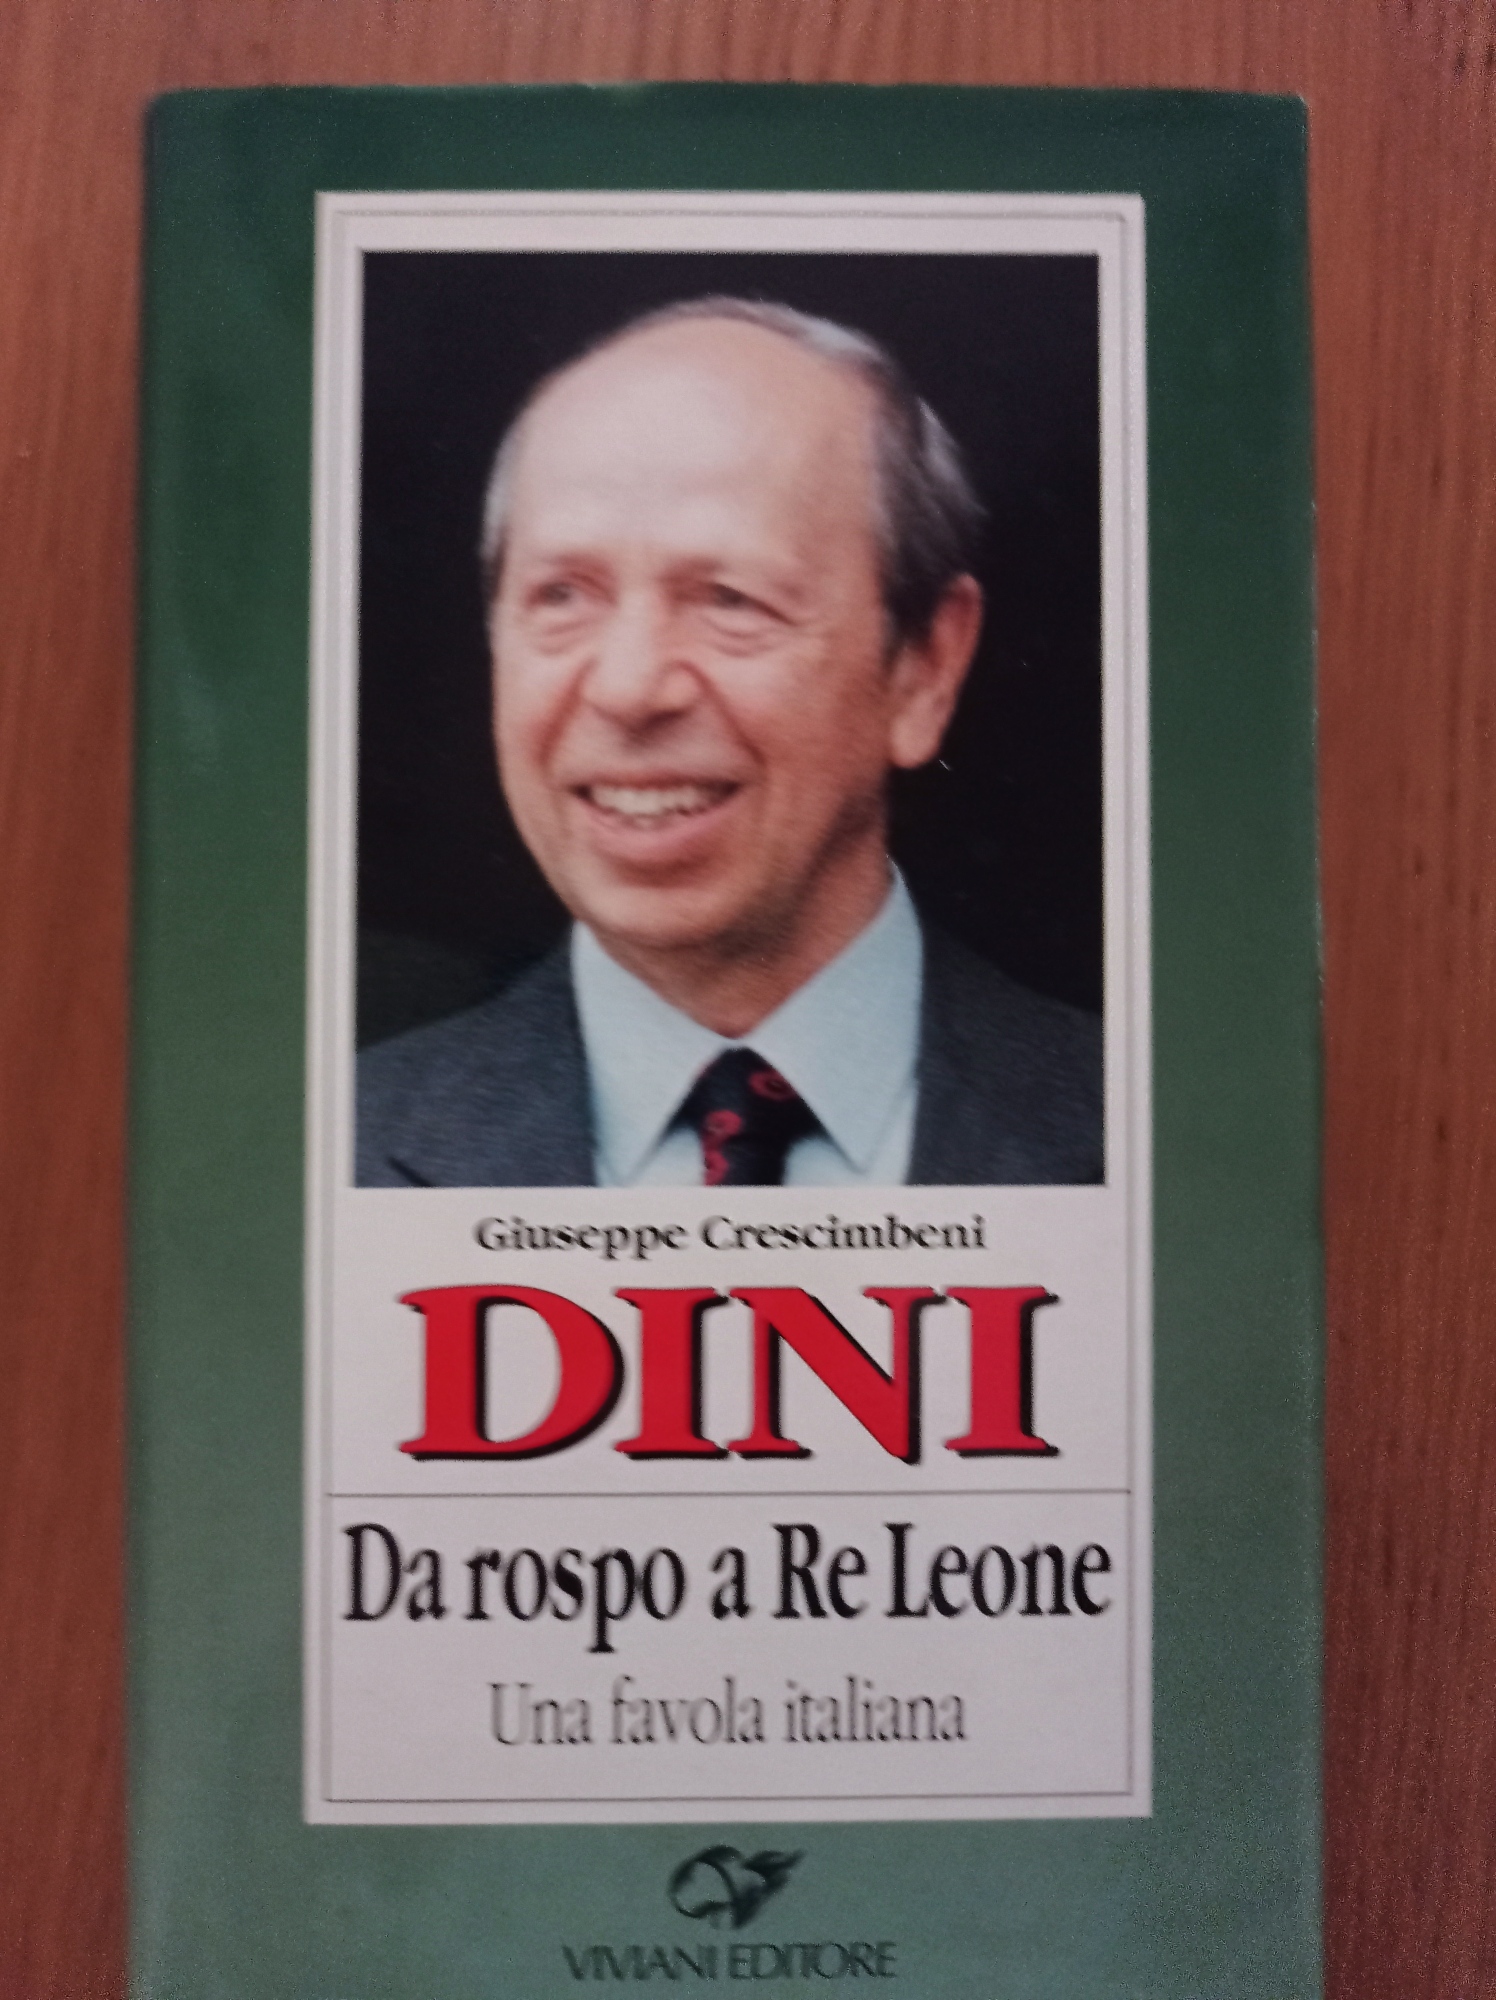 Giuseppe Crescimbeni
DINI
Da rospo a Re Leone
Una favola italiana
VIVIANI EDITORE